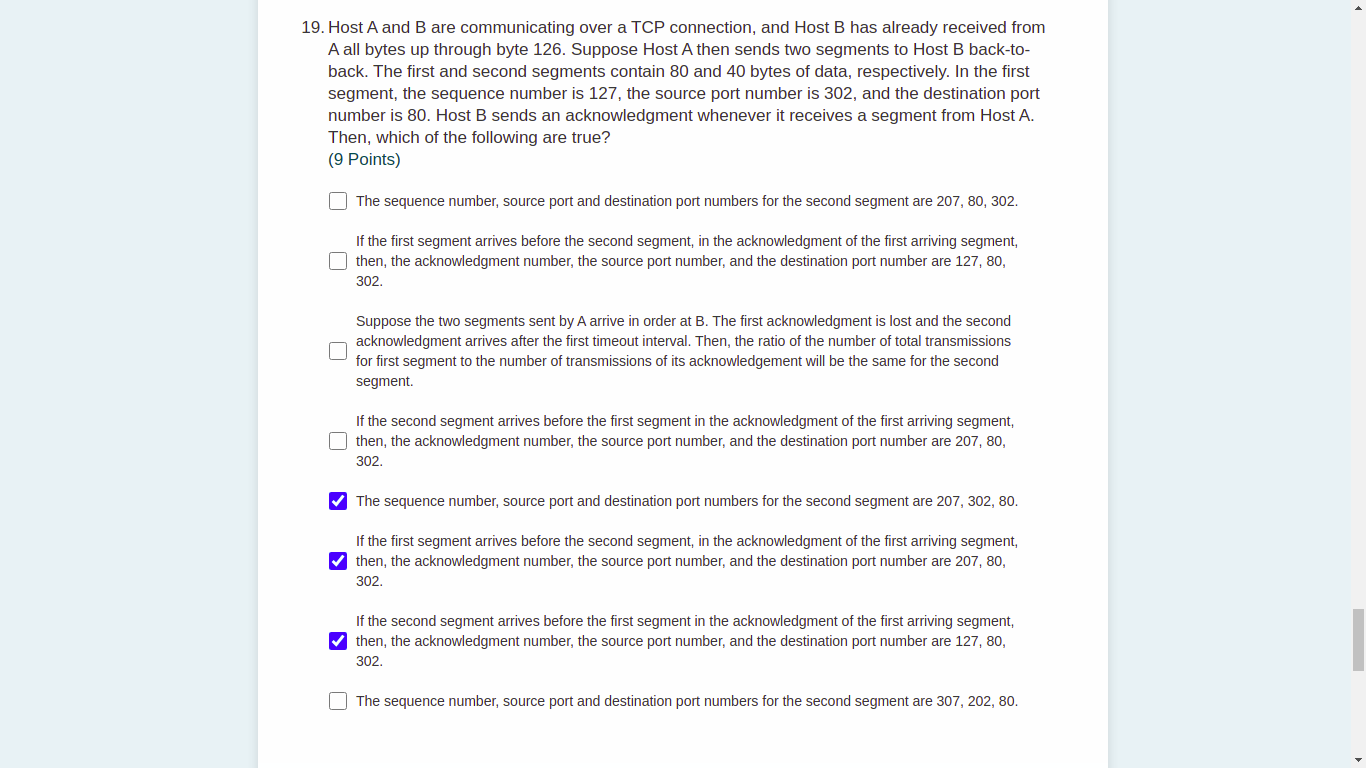 19. Host A and B are communicating over a TCP connection, and Host B has already received from
A all bytes up through byte 126. Suppose Host A then sends two segments to Host B back-to-
back. The first and second segments contain 80 and 40 bytes of data, respectively. In the first
segment, the sequence number is 127, the source port number is 302, and the destination port
number is 80. Host B sends an acknowledgment whenever it receives a segment from Host A.
Then, which of the following are true?
(9 Points)
The sequence number, source port and destination port numbers for the second segment are 207, 80, 302.
If the first segment arrives before the second segment, in the acknowledgment of the first arriving segment,
then, the acknowledgment number, the source port number, and the destination port number are 127, 80,
302.
Suppose the two segments sent by A arrive in order at B. The first acknowledgment is lost and the second
acknowledgment arrives after the first timeout interval. Then, the ratio of the number of total transmissions
for first segment to the number of transmissions of its acknowledgement will be the same for the second
segment.
If the second segment arrives before the first segment in the acknowledgment of the first arriving segment,
then, the acknowledgment number, the source port number, and the destination port number are 207, 80,
302.
The sequence number, source port and destination port numbers for the second segment are 207, 302, 80.
If the first segment arrives before the second segment, in the acknowledgment of the first arriving segment,
then, the acknowledgment number, the source port number, and the destination port number are 207, 80,
302.
If the second segment arrives before the first segment in the acknowledgment of the first arriving segment,
then, the acknowledgment number, the source port number, and the destination port number are 127, 80,
302.
The sequence number, source port and destination port numbers for the second segment are 307, 202, 80.